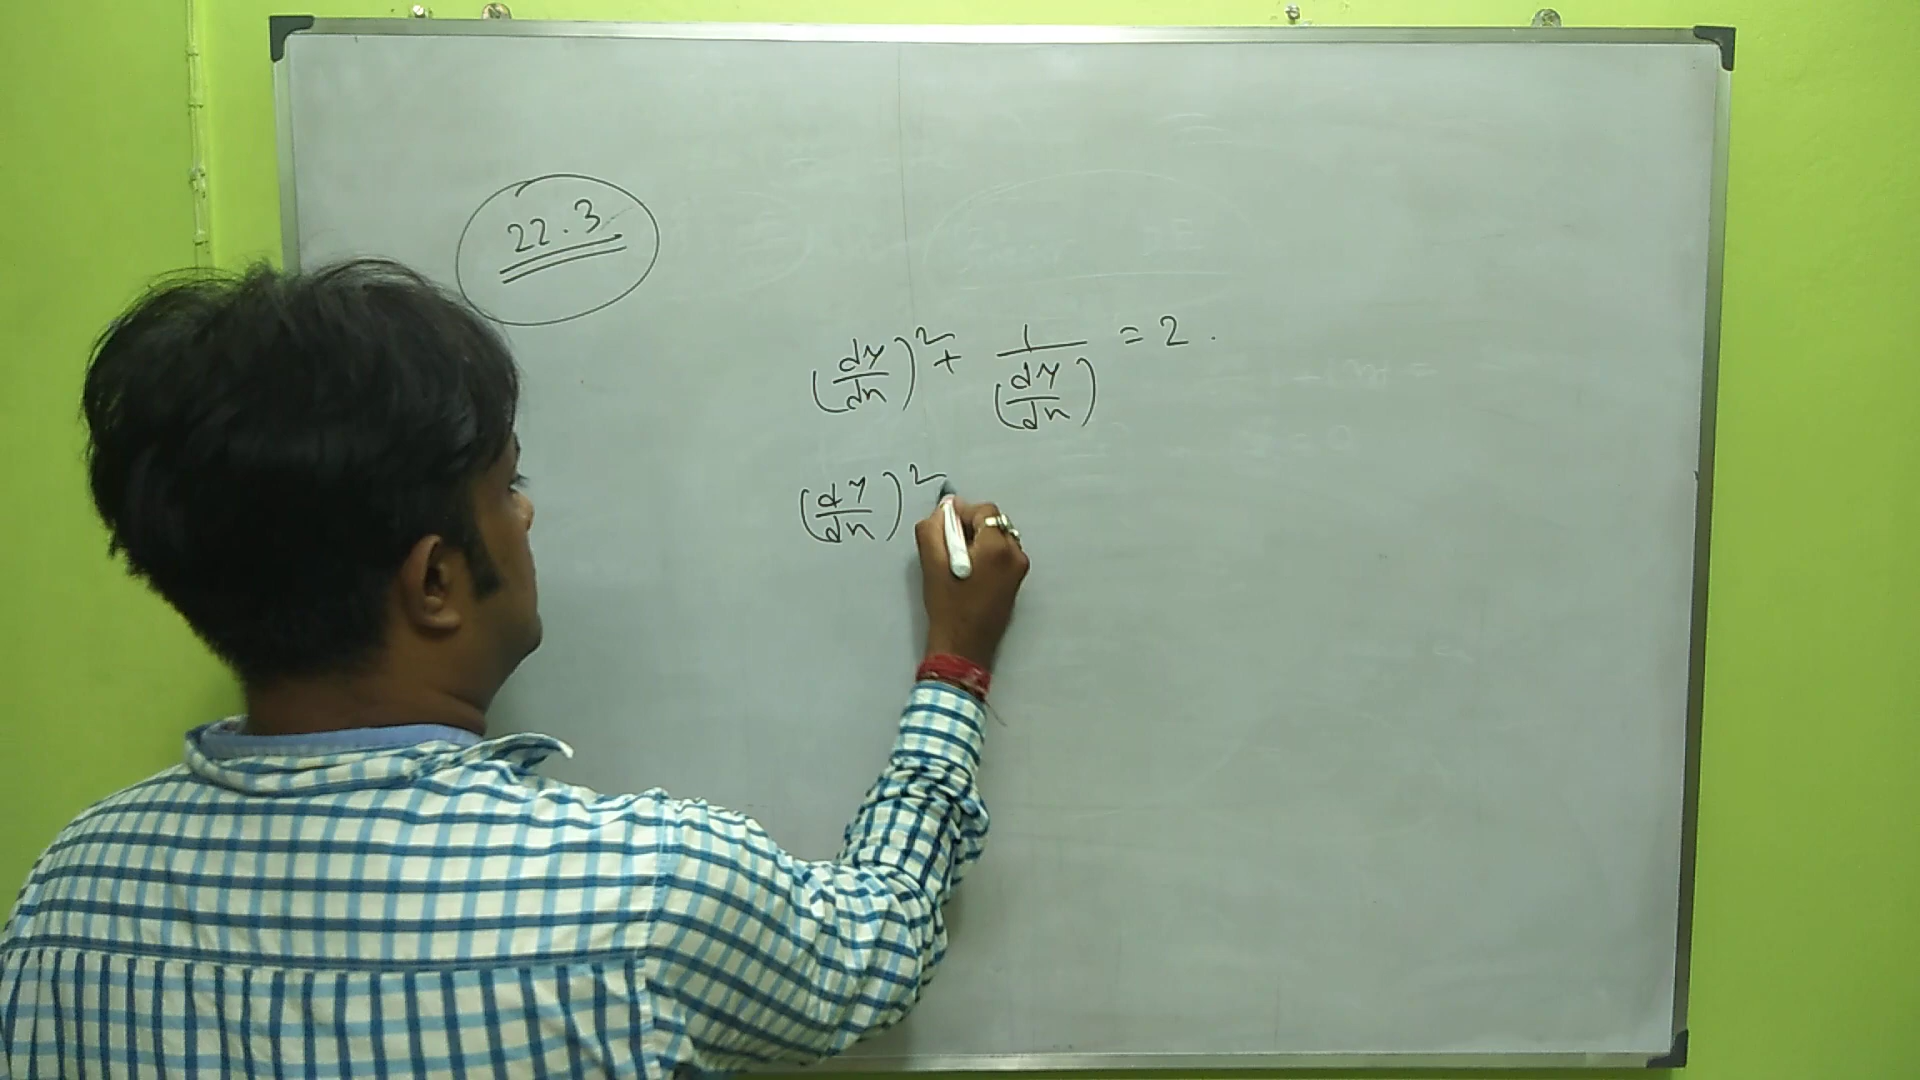 22.3
(dy/dx)² + 1/(dy/dx) = 2.
(dy/dx)²